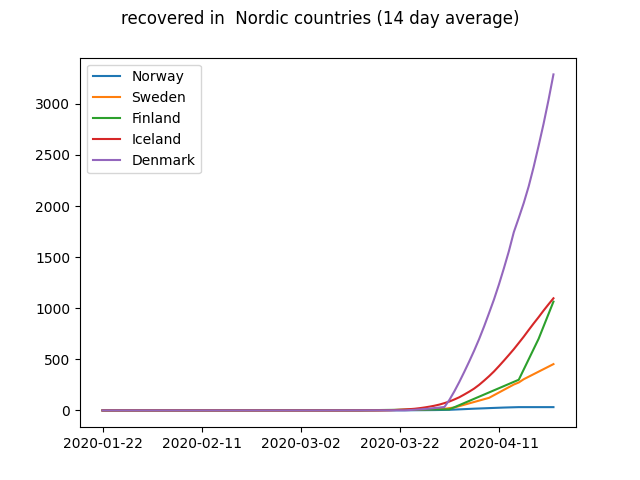 recovered in  Nordic countries (14 day average)
Norway
Sweden
Finland
Iceland
Denmark
3000
2500
2000
1500
1000
500
0
2020-01-22 2020-02-11 2020-03-02 2020-03-22 2020-04-11